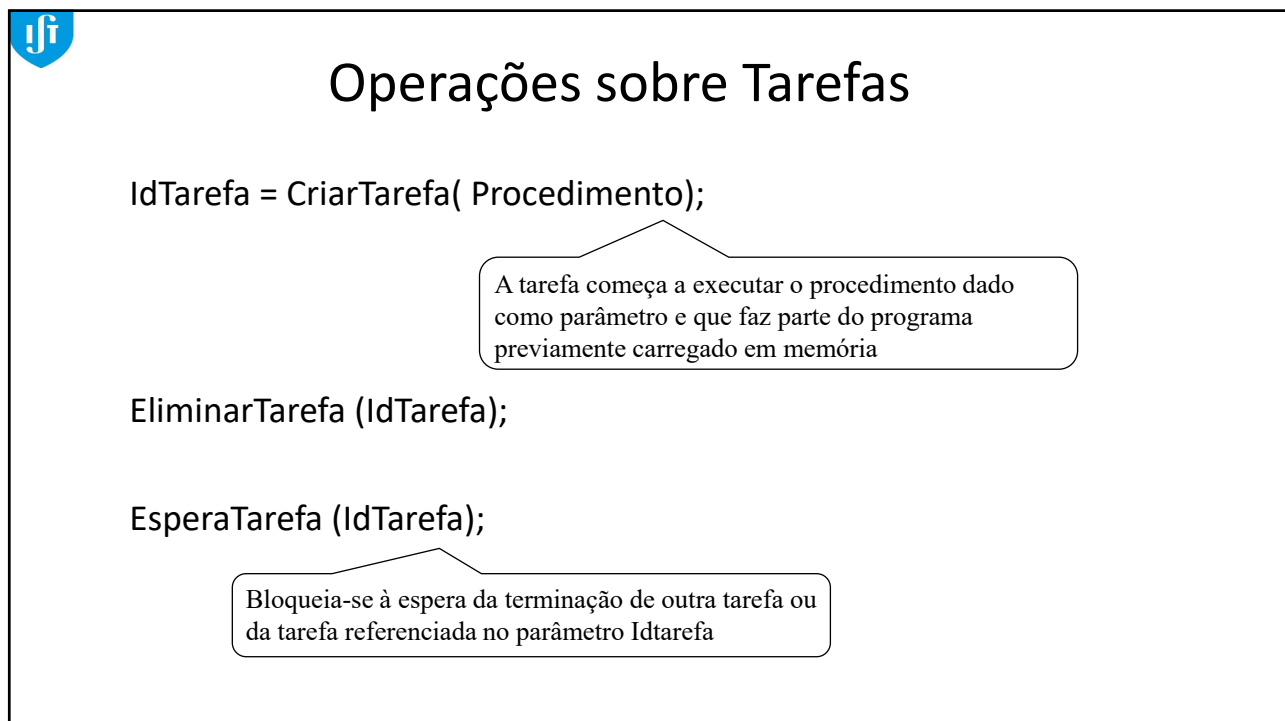 IST
Operações sobre Tarefas
IdTarefa = CriarTarefa( Procedimento);
A tarefa começa a executar o procedimento dado
como parâmetro e que faz parte do programa
previamente carregado em memória
EliminarTarefa (IdTarefa);
EsperaTarefa (IdTarefa);
Bloqueia-se à espera da terminação de outra tarefa ou
da tarefa referenciada no parâmetro Idtarefa